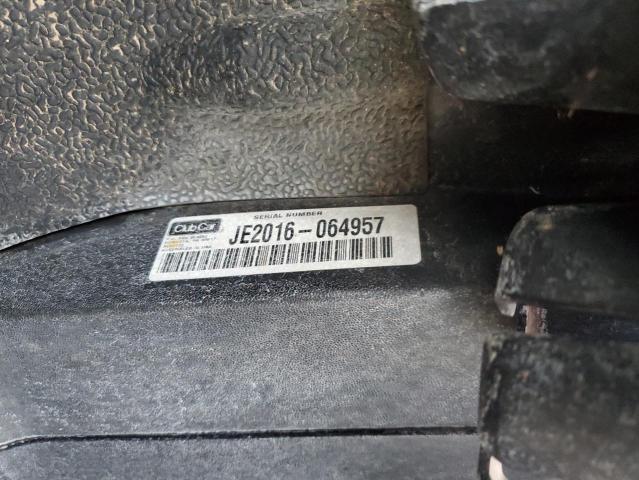 SERIAL NUMBER
Club Car
JE2016-064957